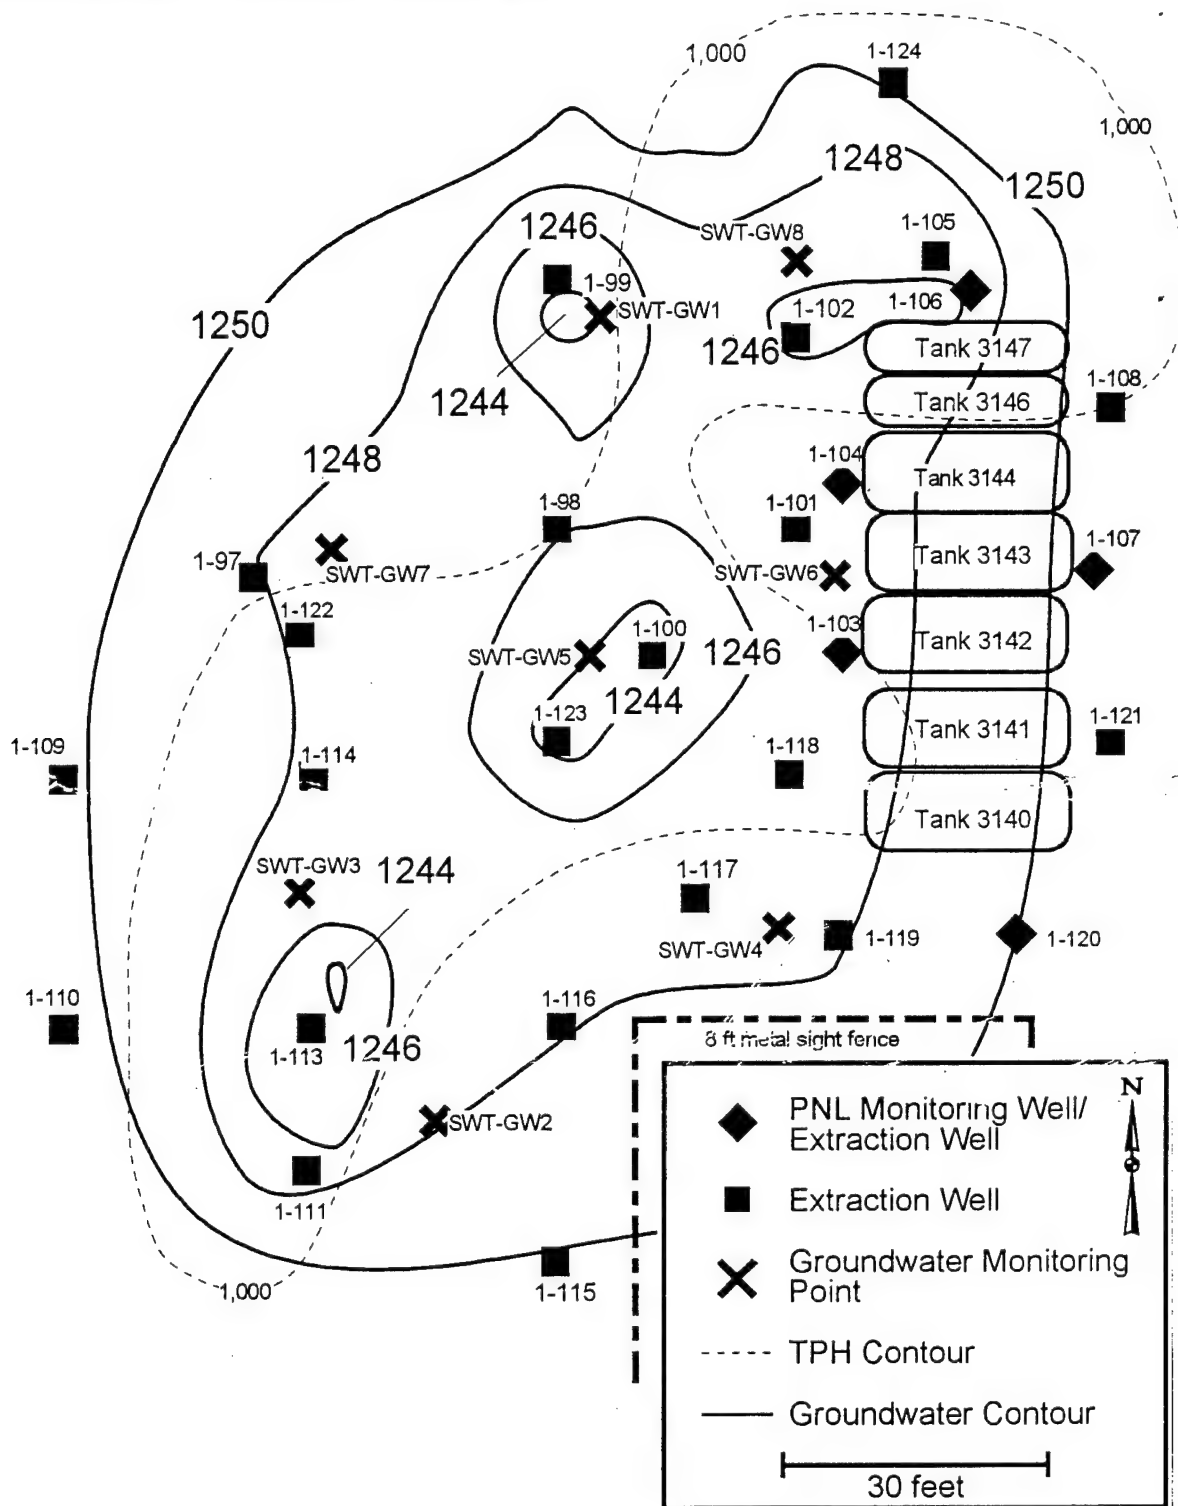 1-124
1,000
1,000
1248
1250
1246
SWT-GW8
1-105
1-99
SWT-GW1
1-102
1-106
1250
1246
Tank 3147
1244
1-108
Tank 3146
1248
1-104
Tank 3144
1-98
1-101
1-107
1-97
SWT-GW7
SWT-GW6
Tank 3143
1-122
1-103
1-100
SWT-GW5
1246
Tank 3142
1244
1-123
1-109
1-114
1-118
Tank 3141
1-121
Tank 3140
SWT-GW3
1244
1-117
SWT-GW4
1-119
1-120
1-110
1-116
1-113
1246
8 ft metal sight fence
SWT-GW2
1-111
1,000
1-115
N
PNL Monitoring Well/
Extraction Well
Extraction Well
Groundwater Monitoring
Point
TPH Contour
Groundwater Contour
30 feet